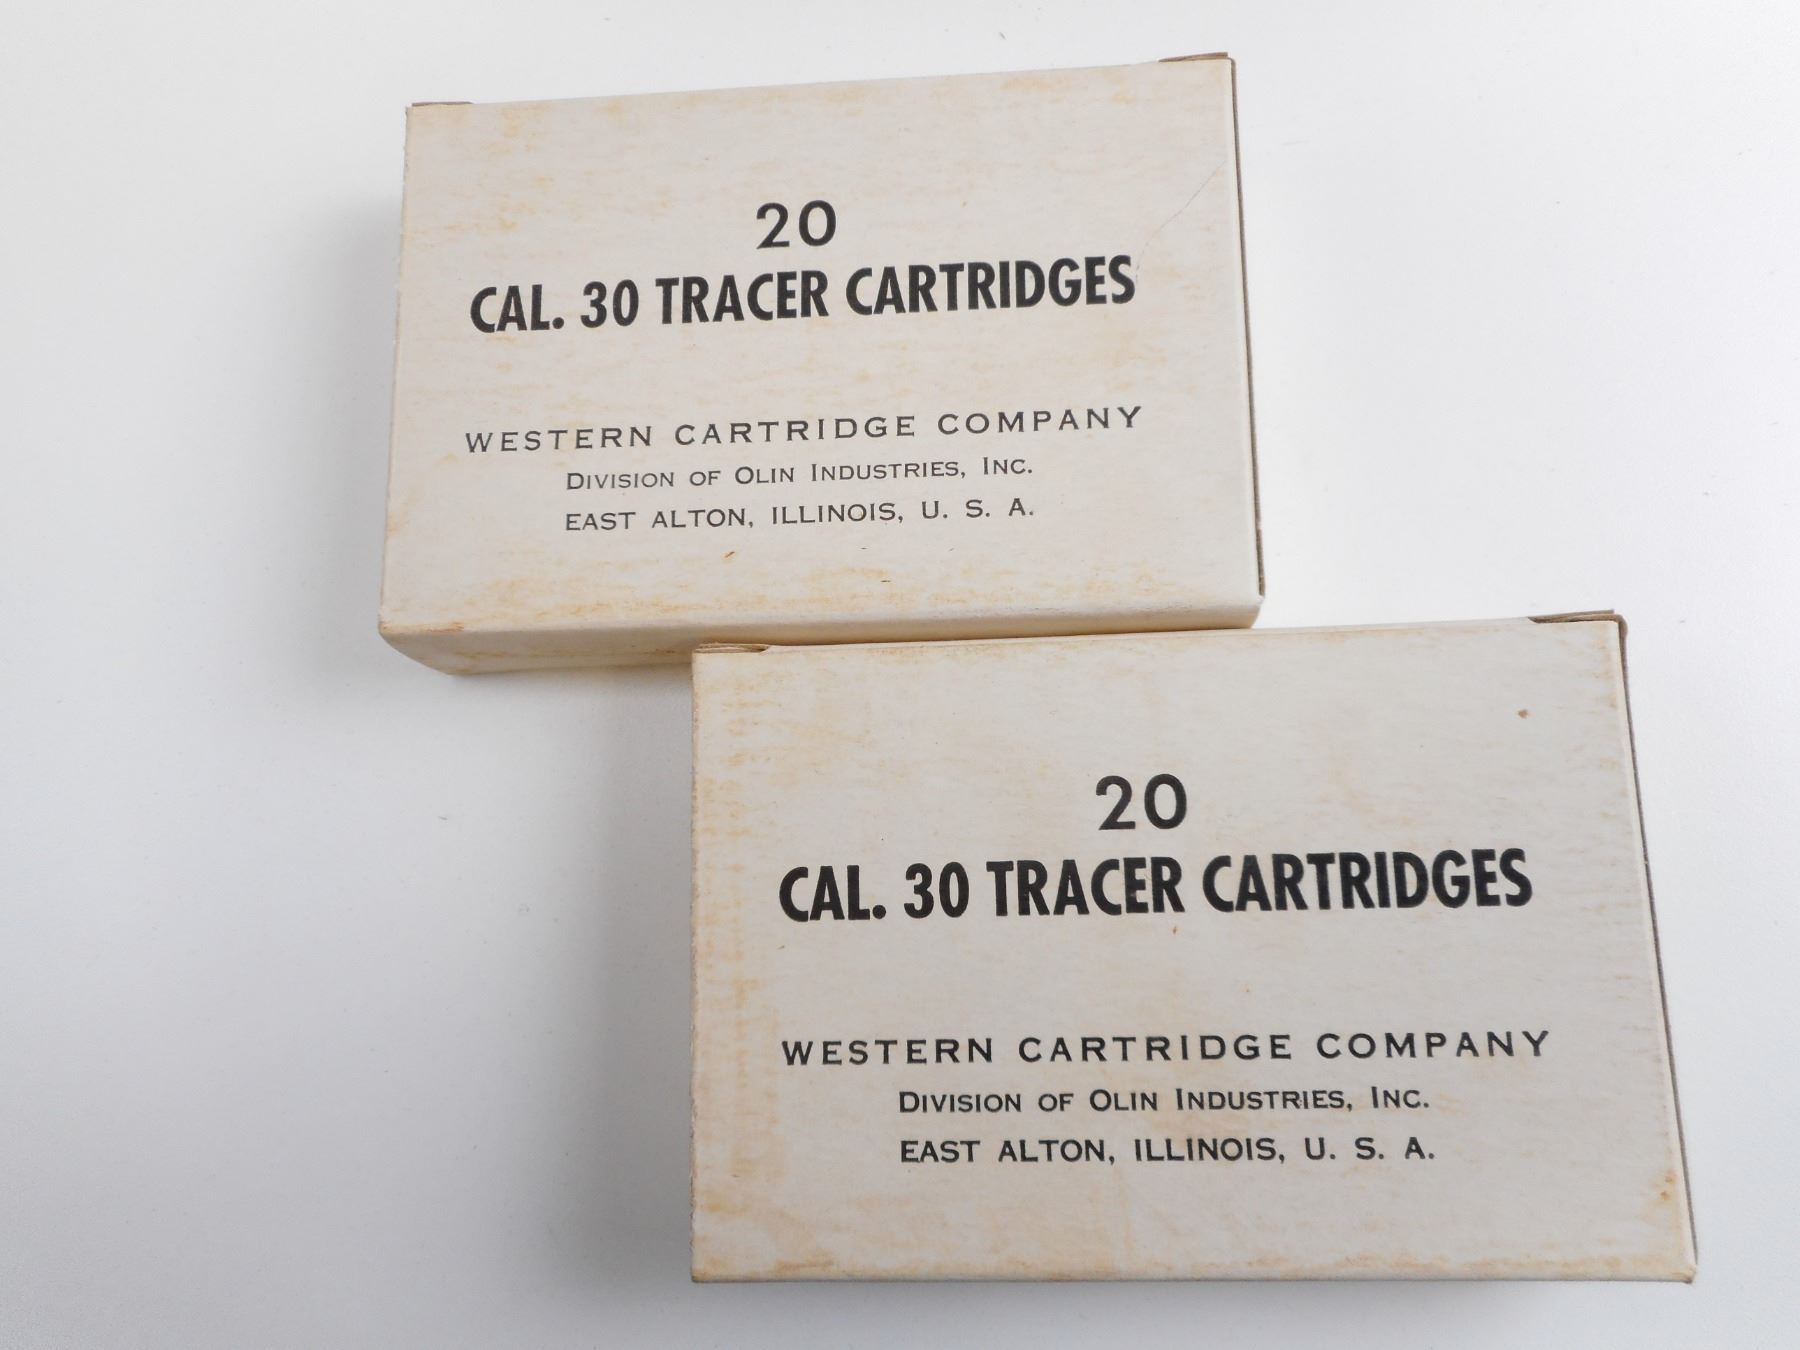 20
CAL. 30 TRACER CARTRIDGES
WESTERN CARTRIDGE COMPANY
DIVISION OF OLIN INDUSTRIES, INC.
EAST ALTON, ILLINOIS, U. S. A.
20
CAL. 30 TRACER CARTRIDGES
WESTERN CARTRIDGE COMPANY
DIVISION OF OLIN INDUSTRIES, INC.
EAST ALTON, ILLINOIS, U. S. A.